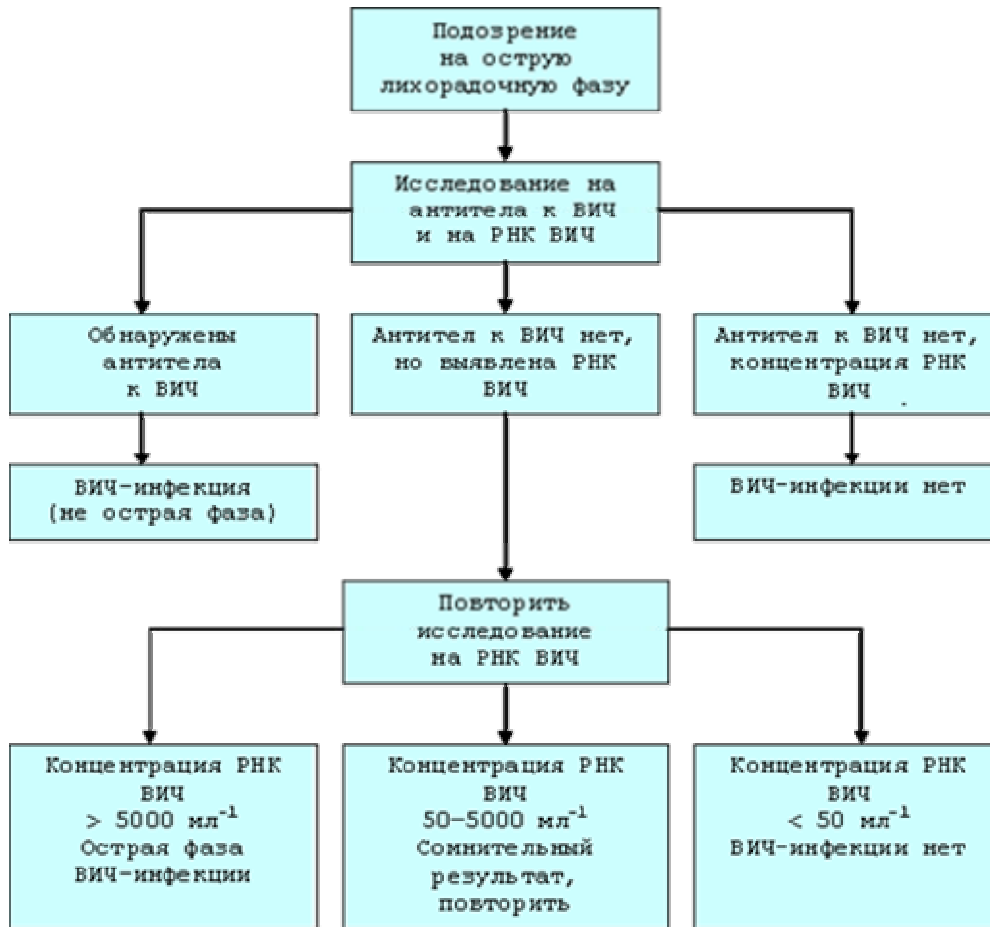 Подозрение
на острую
лихорадочную фазу
Исследование на
антитела к ВИЧ
и на РНК ВИЧ
Обнаружены
антитела
к ВИЧ
Антител к ВИЧ нет,
но выявлена РНК
ВИЧ
Антител к ВИЧ нет,
концентрация РНК
ВИЧ .
ВИЧ-инфекция
(не острая фаза)
ВИЧ-инфекции нет
Повторить
исследование
на РНК ВИЧ
Концентрация РНК
ВИЧ
> 5000 мл⁻¹
Острая фаза
ВИЧ-инфекции
Концентрация РНК
ВИЧ
50–5000 мл⁻¹
Сомнительный
результат,
повторить
Концентрация РНК
ВИЧ
< 50 мл⁻¹
ВИЧ-инфекции нет